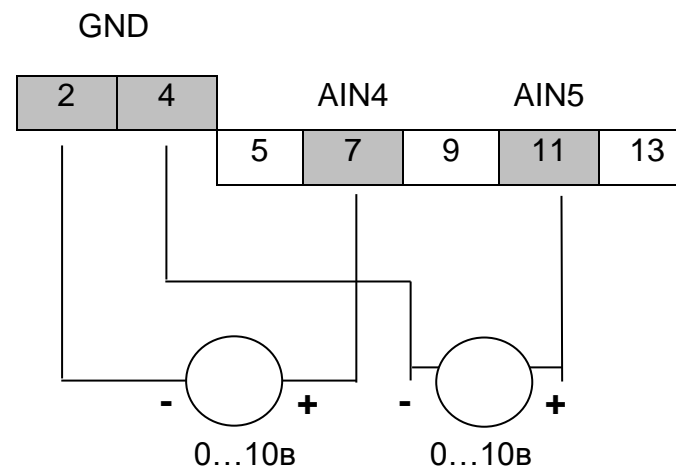 GND
2 4 AIN4 AIN5
5 7 9 11 13
- + - +
0...10в 0...10в